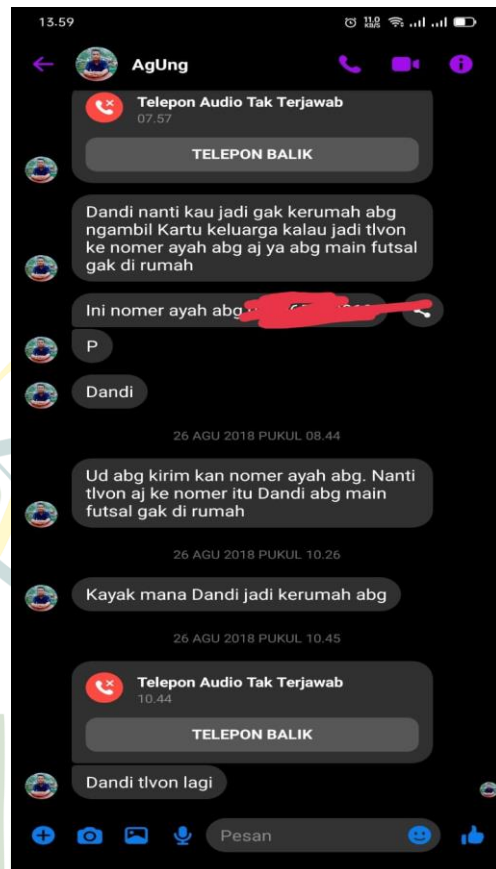 13.59
11,0 KB/S
AgUng
Telepon Audio Tak Terjawab
07.57
TELEPON BALIK
Dandi nanti kau jadi gak kerumah abg
ngambil Kartu keluarga kalau jadi tlvon
ke nomer ayah abg aj ya abg main futsal
gak di rumah
Ini nomer ayah abg
P
Dandi
26 AGU 2018 PUKUL 08.44
Ud abg kirim kan nomer ayah abg. Nanti
tlvon aj ke nomer itu Dandi abg main
futsal gak di rumah
26 AGU 2018 PUKUL 10.26
Kayak mana Dandi jadi kerumah abg
26 AGU 2018 PUKUL 10.45
Telepon Audio Tak Terjawab
10.44
TELEPON BALIK
Dandi tlvon lagi
Pesan